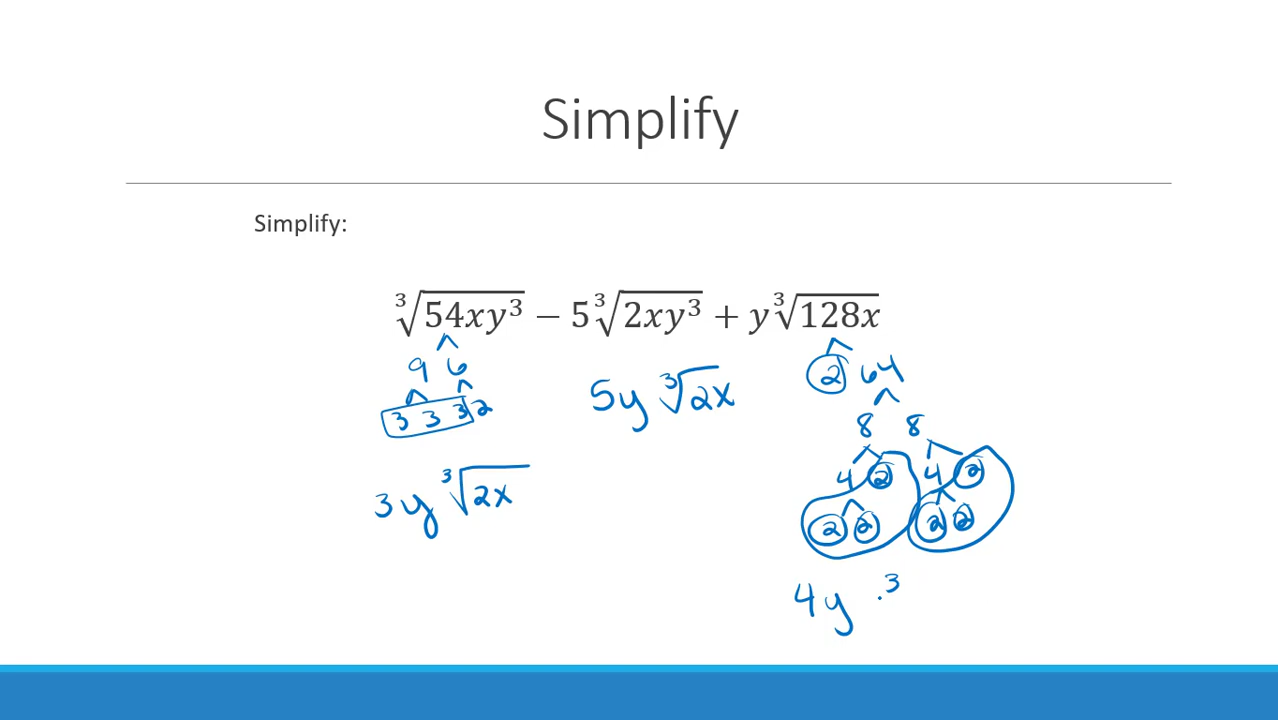 Simplify
Simplify:
∛(54xy³) − 5∛(2xy³) + y∛(128x)
9 6 2 64
3 3 3 2 5y ∛(2x) 8 8
3y ∛(2x) 4 2 4 2
2 2 2 2
4y 3